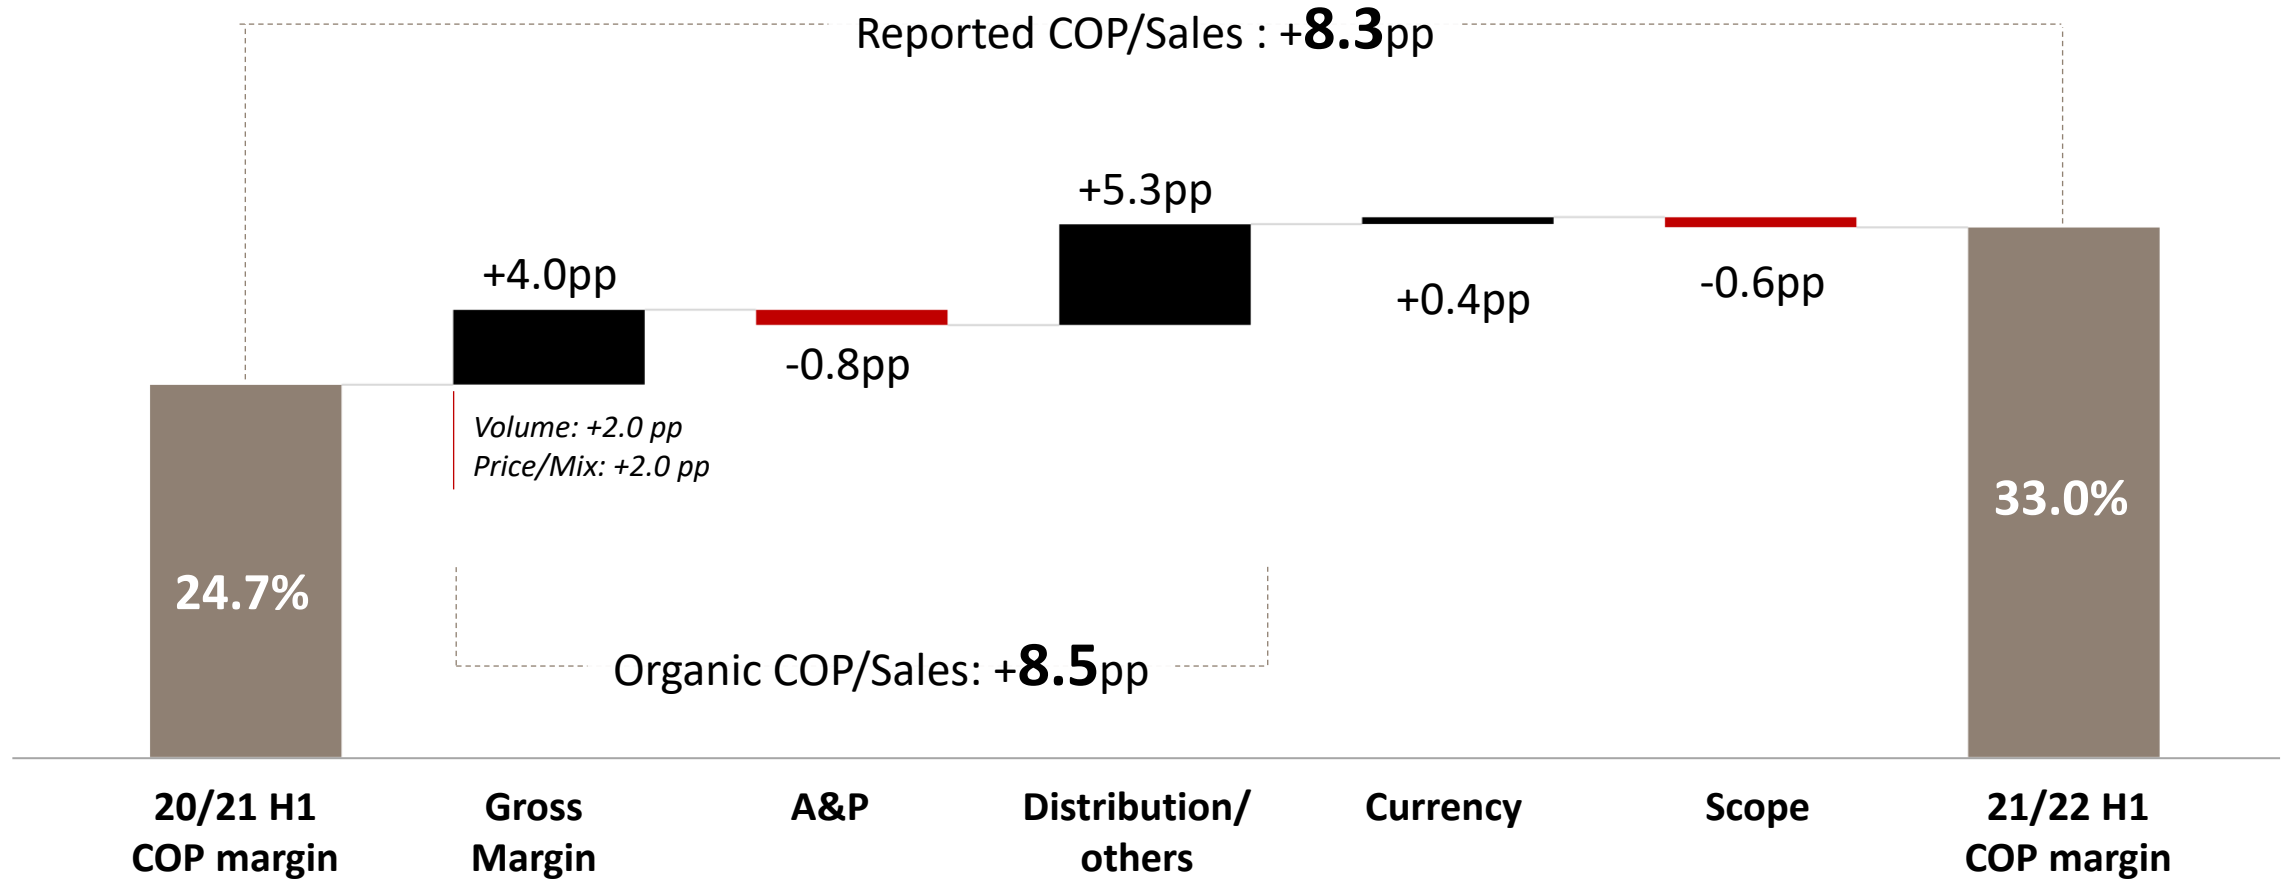 Reported COP/Sales : +8.3pp
+5.3pp
+4.0pp
-0.8pp
+0.4pp
-0.6pp
Volume: +2.0 pp
Price/Mix: +2.0 pp
24.7%
33.0%
Organic COP/Sales: +8.5pp
20/21 H1
COP margin
Gross
Margin
A&P
Distribution/
others
Currency
Scope
21/22 H1
COP margin